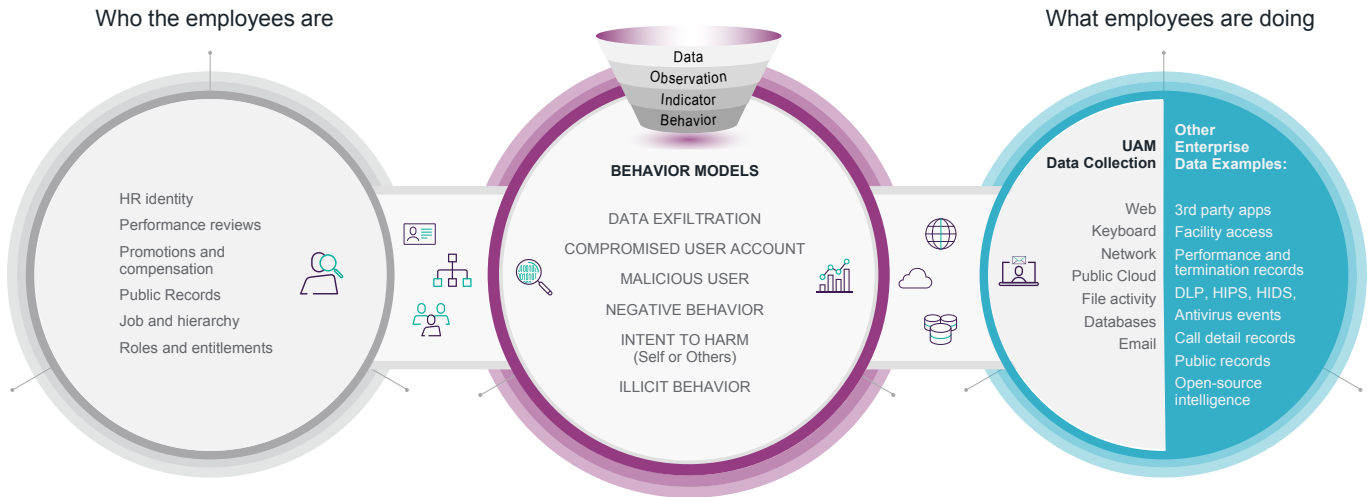 Who the employees are
HR identity
Performance reviews
Promotions and
compensation
Public Records
Job and hierarchy
Roles and entitlements
Data
Observation
Indicator
Behavior
BEHAVIOR MODELS
DATA EXFILTRATION
COMPROMISED USER ACCOUNT
MALICIOUS USER
NEGATIVE BEHAVIOR
INTENT TO HARM
(Self or Others)
ILLICIT BEHAVIOR
What employees are doing
UAM
Data Collection
Web
Keyboard
Network
Public Cloud
File activity
Databases
Email
Other
Enterprise
Data Examples:
3rd party apps
Facility access
Performance and
termination records
DLP, HIPS, HIDS,
Antivirus events
Call detail records
Public records
Open-source
intelligence